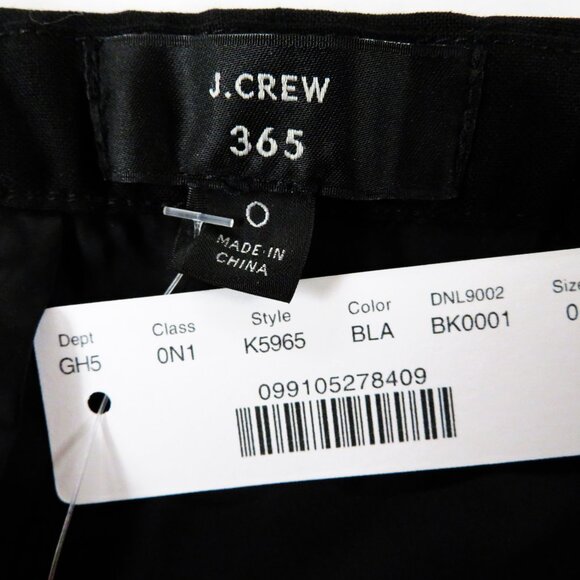 J.CREW
365
0
MADE IN
CHINA
Dept Class Style Color DNL9002 Size
GH5 0N1 K5965 BLA BK0001 0
099105278409